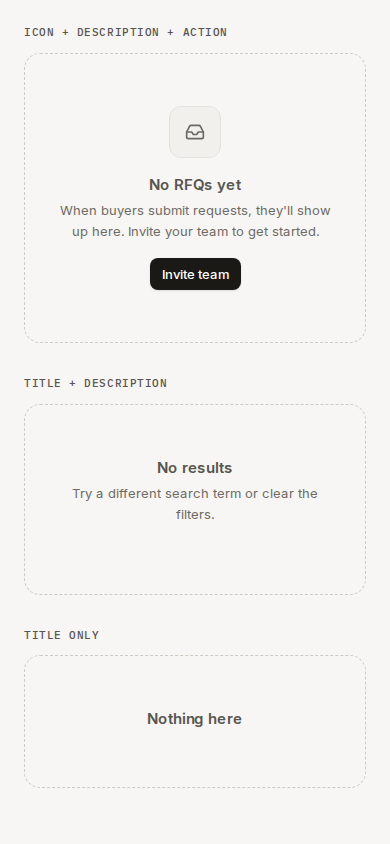 ICON + DESCRIPTION + ACTION
No RFQs yet
When buyers submit requests, they'll show
up here. Invite your team to get started.
Invite team
TITLE + DESCRIPTION
No results
Try a different search term or clear the
filters.
TITLE ONLY
Nothing here